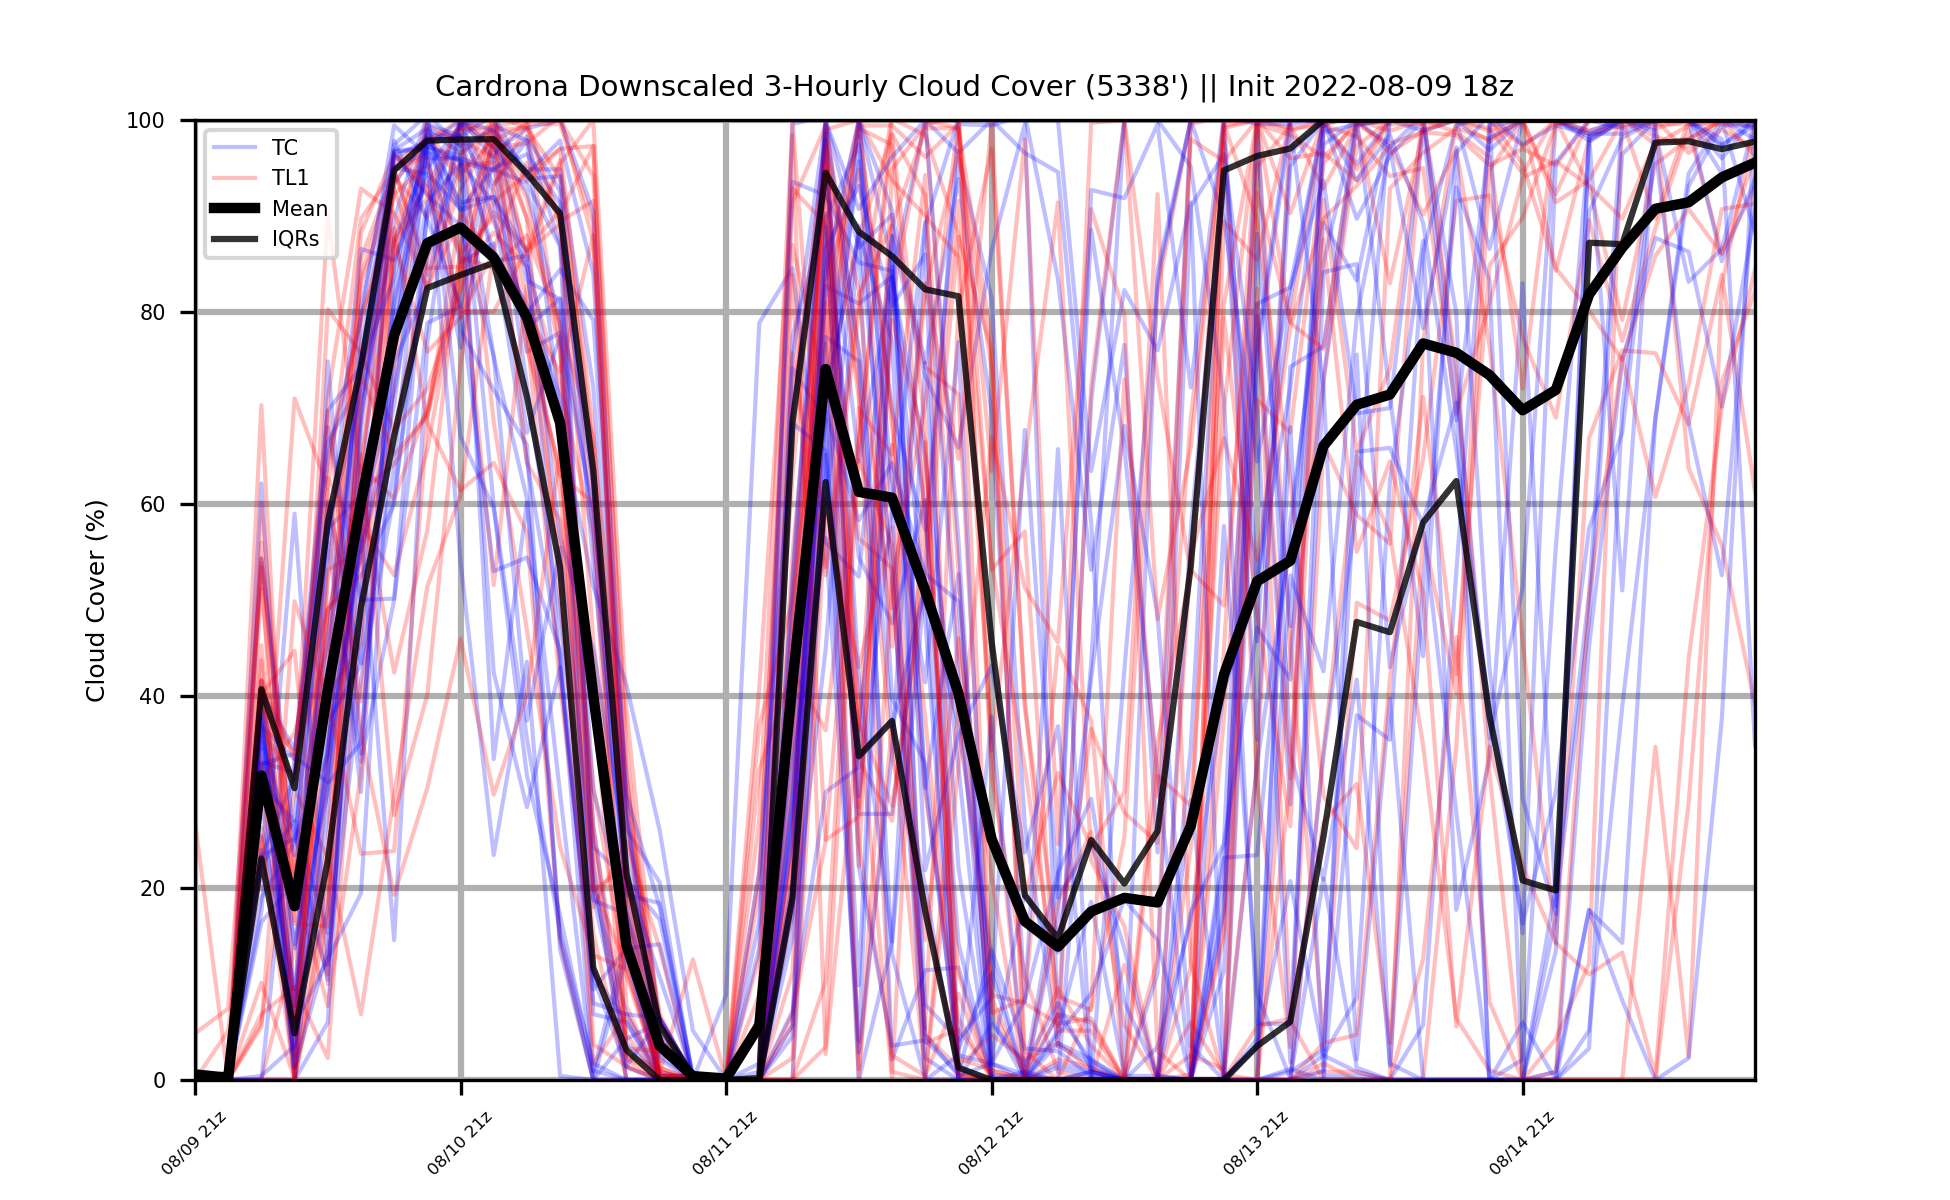 Cardrona Downscaled 3-Hourly Cloud Cover (5338') || Init 2022-08-09 18z
100
80
60
40
20
0
Cloud Cover (%)
TC
TL1
Mean
IQRs
08/09 21z
08/10 21z
08/11 21z
08/12 21z
08/13 21z
08/14 21z